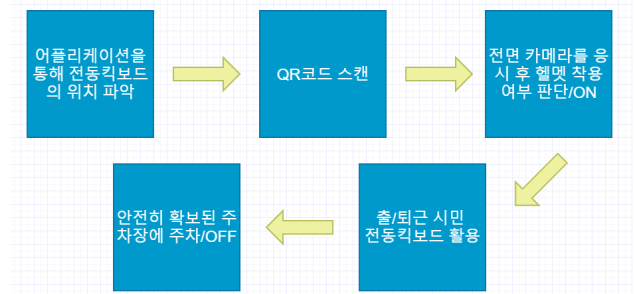 어플리케이션을
통해 전동킥보드
의 위치 파악
QR코드 스캔
전면 카메라를 응
시 후 헬멧 착용
여부 판단/ON
출/퇴근 시민
전동킥보드 활용
안전히 확보된 주
차장에 주차/OFF